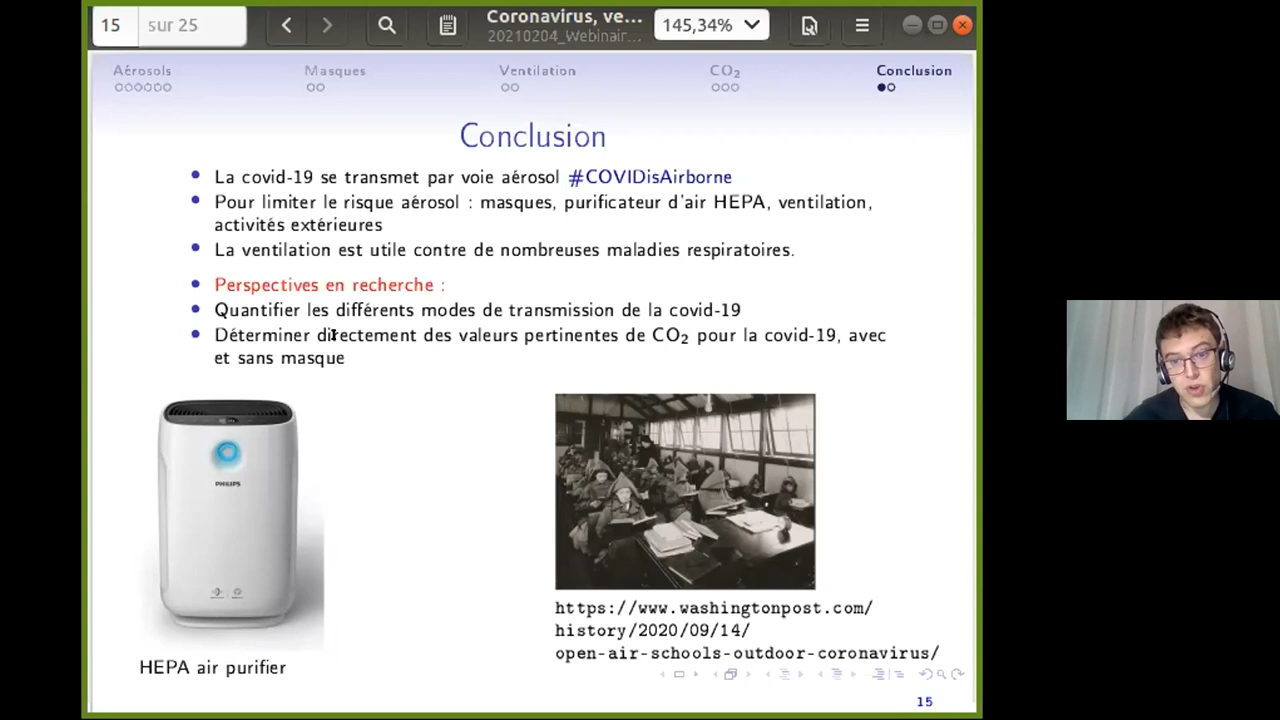 15 sur 25
Coronavirus, ve...
20210204_Webinair...
145,34%
Aérosols Masques Ventilation CO₂ Conclusion
Conclusion
La covid-19 se transmet par voie aérosol #COVIDisAirborne
Pour limiter le risque aérosol : masques, purificateur d'air HEPA, ventilation,
activités extérieures
La ventilation est utile contre de nombreuses maladies respiratoires.
Perspectives en recherche :
Quantifier les différents modes de transmission de la covid-19
Déterminer directement des valeurs pertinentes de CO₂ pour la covid-19, avec
et sans masque
PHILIPS
https://www.washingtonpost.com/
history/2020/09/14/
open-air-schools-outdoor-coronavirus/
HEPA air purifier
15